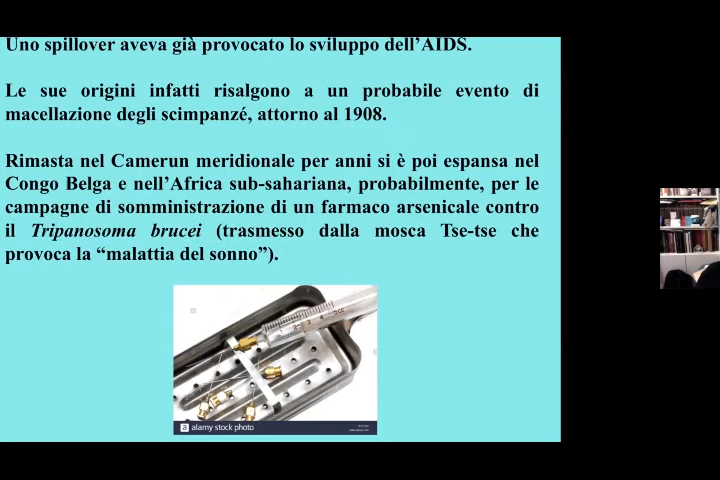 Uno spillover aveva già provocato lo sviluppo dell’AIDS.
Le sue origini infatti risalgono a un probabile evento di
macellazione degli scimpanzé, attorno al 1908.
Rimasta nel Camerun meridionale per anni si è poi espansa nel
Congo Belga e nell’Africa sub-sahariana, probabilmente, per le
campagne di somministrazione di un farmaco arsenicale contro
il Tripanosoma brucei (trasmesso dalla mosca Tse-tse che
provoca la “malattia del sonno”).
a alamy stock photo